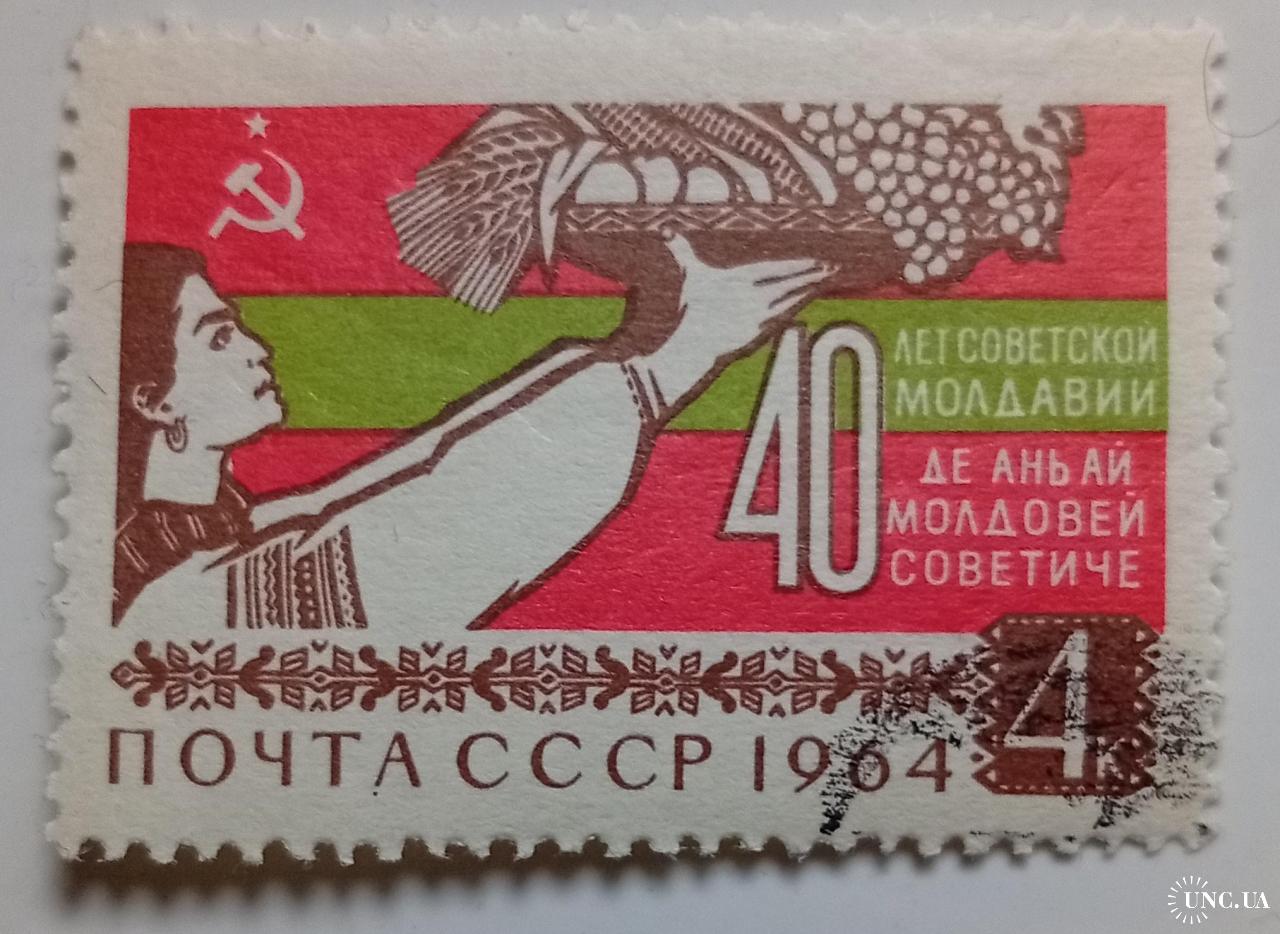 40
ЛЕТ СОВЕТСКОЙ
МОЛДАВИИ
ДЕ АНЬ АЙ
МОЛДОВЕЙ
СОВЕТИЧЕ
4
ПОЧТА СССР 1964
UNC.UA